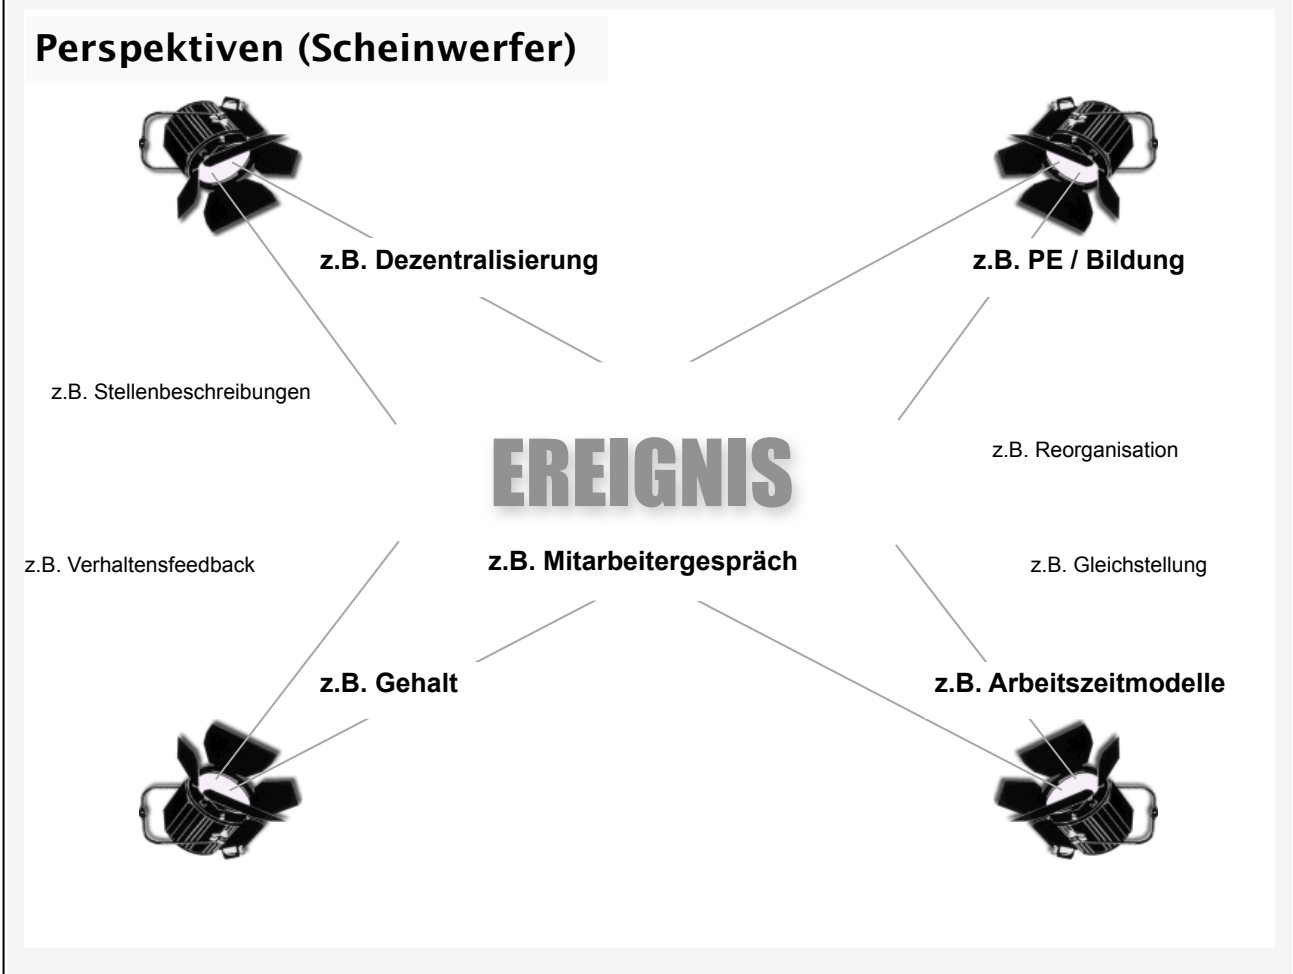 Perspektiven (Scheinwerfer)
z.B. Dezentralisierung
z.B. PE / Bildung
z.B. Stellenbeschreibungen
EREIGNIS
z.B. Reorganisation
z.B. Verhaltensfeedback
z.B. Mitarbeitergespräch
z.B. Gleichstellung
z.B. Gehalt
z.B. Arbeitszeitmodelle